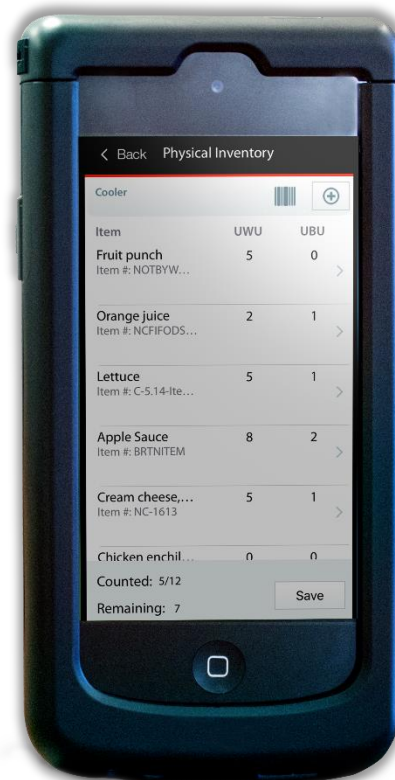 Back Physical Inventory
Cooler
Item UWU UBU
Fruit punch 5 0
Item #: NOTBYW...
Orange juice 2 1
Item #: NCFIFODS...
Lettuce 5 1
Item #: C-5.14-Ite...
Apple Sauce 8 2
Item #: BRTNITEM
Cream cheese,... 5 1
Item #: NC-1613
Chicken enchil... 0 0
Counted: 5/12
Remaining: 7
Save